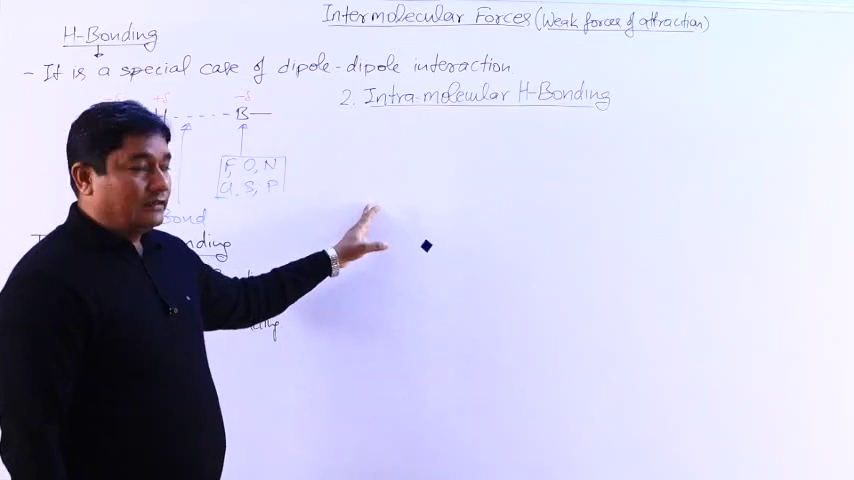 Intermolecular Forces (Weak forces of attraction)
H-Bonding
- It is a special case of dipole-dipole interaction
+δ -δ
H ----- B —
F, O, N
Cl, S, P
Bond
2. Intra-molecular H-Bonding